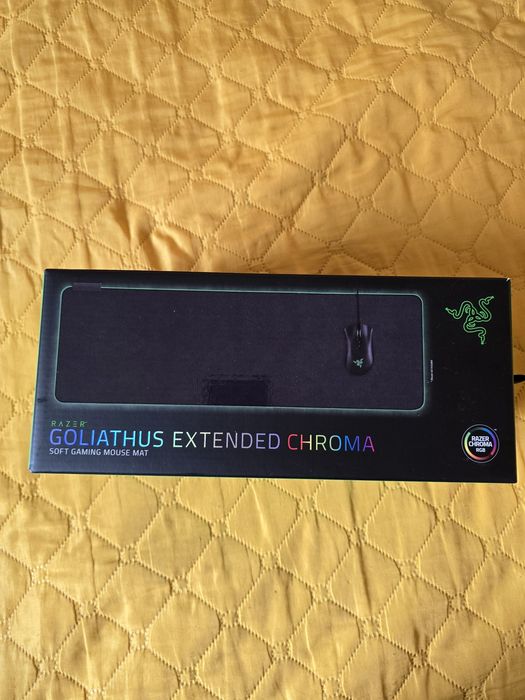 RAZER
GOLIATHUS EXTENDED CHROMA
SOFT GAMING MOUSE MAT
RAZER
CHROMA
RGB